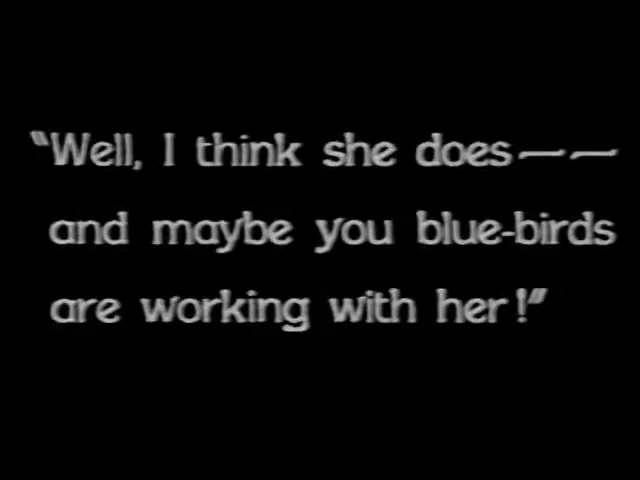 "Well, I think she does——
and maybe you blue-birds
are working with her!"